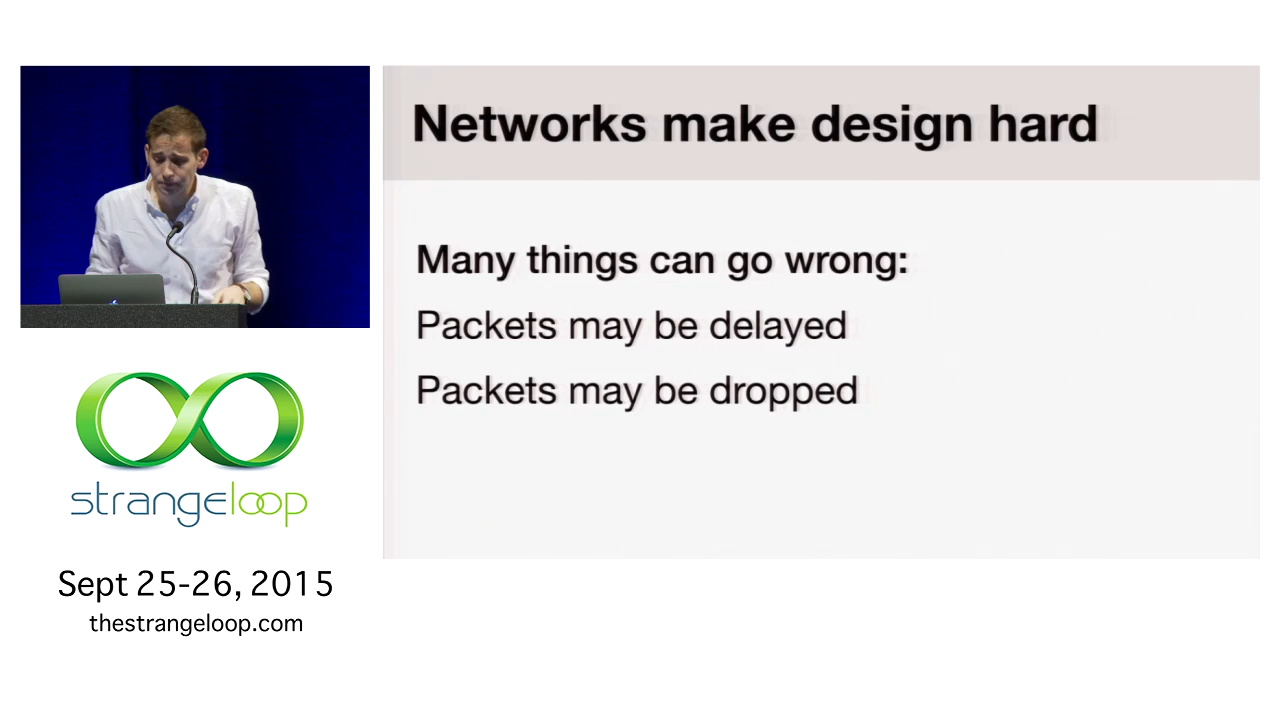 Networks make design hard
Many things can go wrong:
Packets may be delayed
Packets may be dropped
strangeloop
Sept 25-26, 2015
thestrangeloop.com